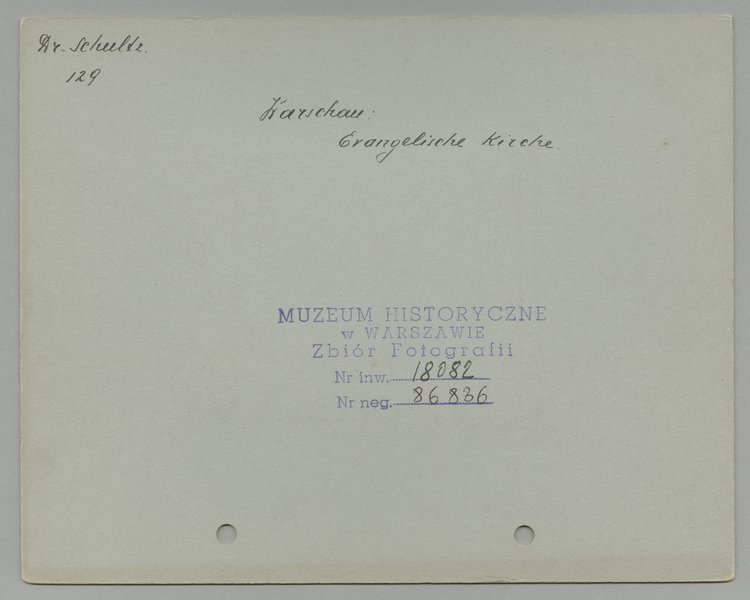 Dr. Schultz.
129
Warschau:
Evangelische Kirche.
MUZEUM HISTORYCZNE
w WARSZAWIE
Zbiór Fotografii
Nr inw. 18082
Nr neg. 86836